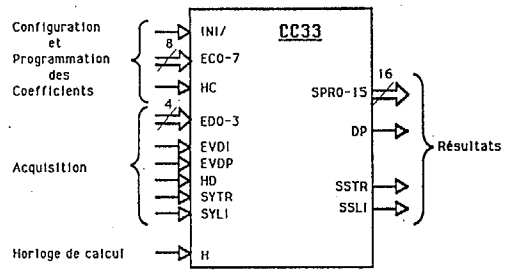 Configuration
et
Programmation
des
Coefficients
Acquisition
Horloge de calcul
CC33
INI/
8
ECO-7
HC
4
EDO-3
EVDI
EVDP
HD
SYTR
SYLI
H
16
SPRO-15
DP
SSTR
SSLI
Résultats